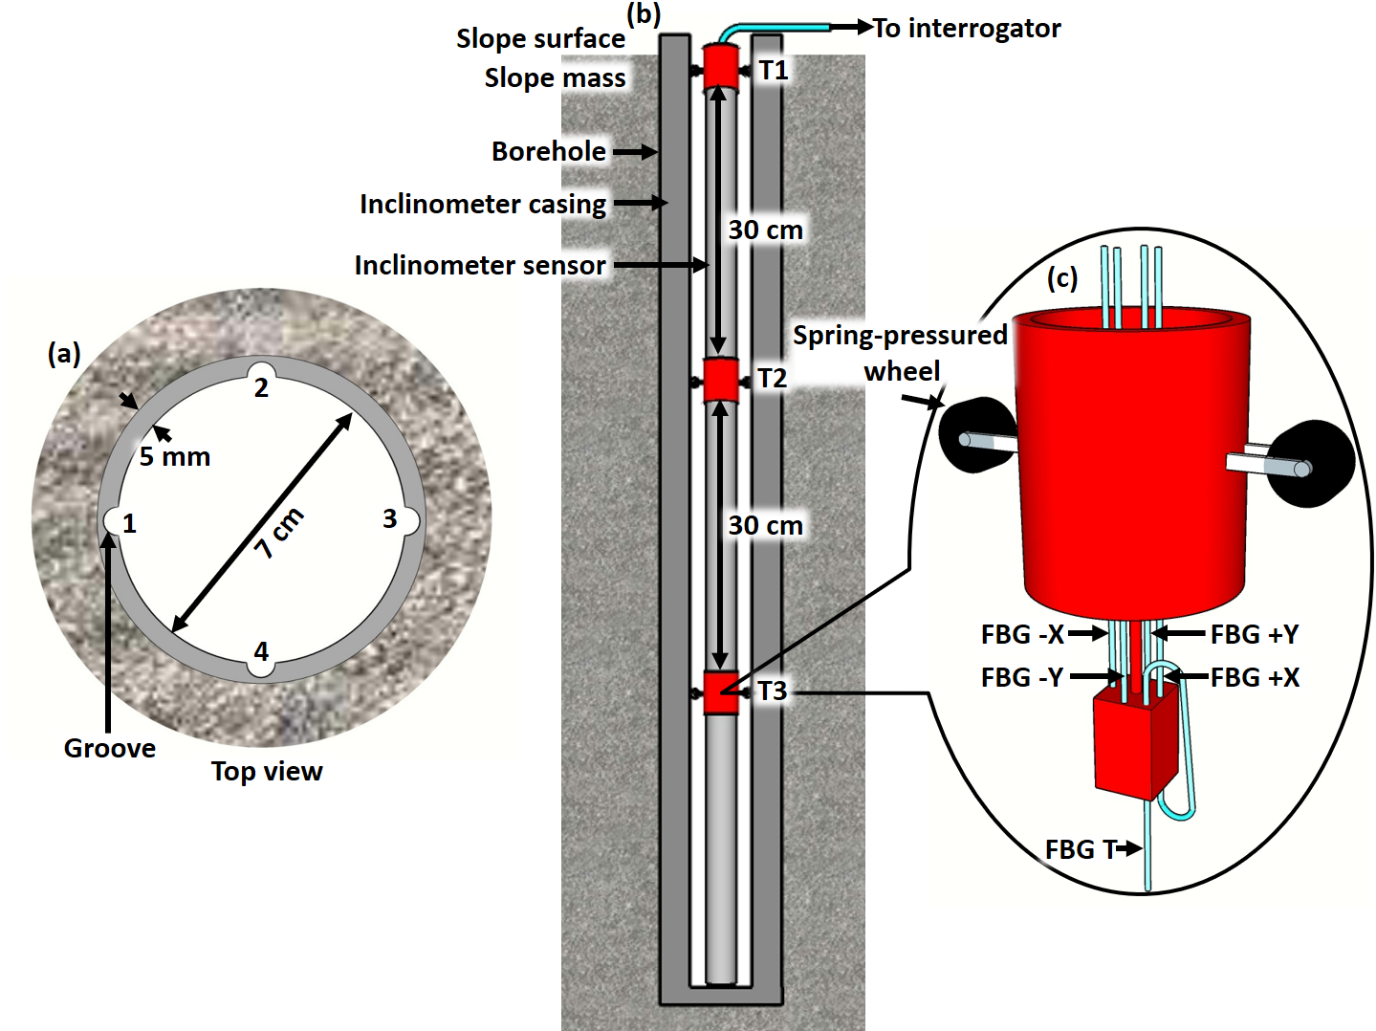 (a)
2
5 mm
1
3
7 cm
4
Groove
Top view
(b)
Slope surface
To interrogator
Slope mass
T1
Borehole
Inclinometer casing
30 cm
Inclinometer sensor
T2
30 cm
T3
(c)
Spring-pressured
wheel
FBG -X
FBG +Y
FBG -Y
FBG +X
FBG T